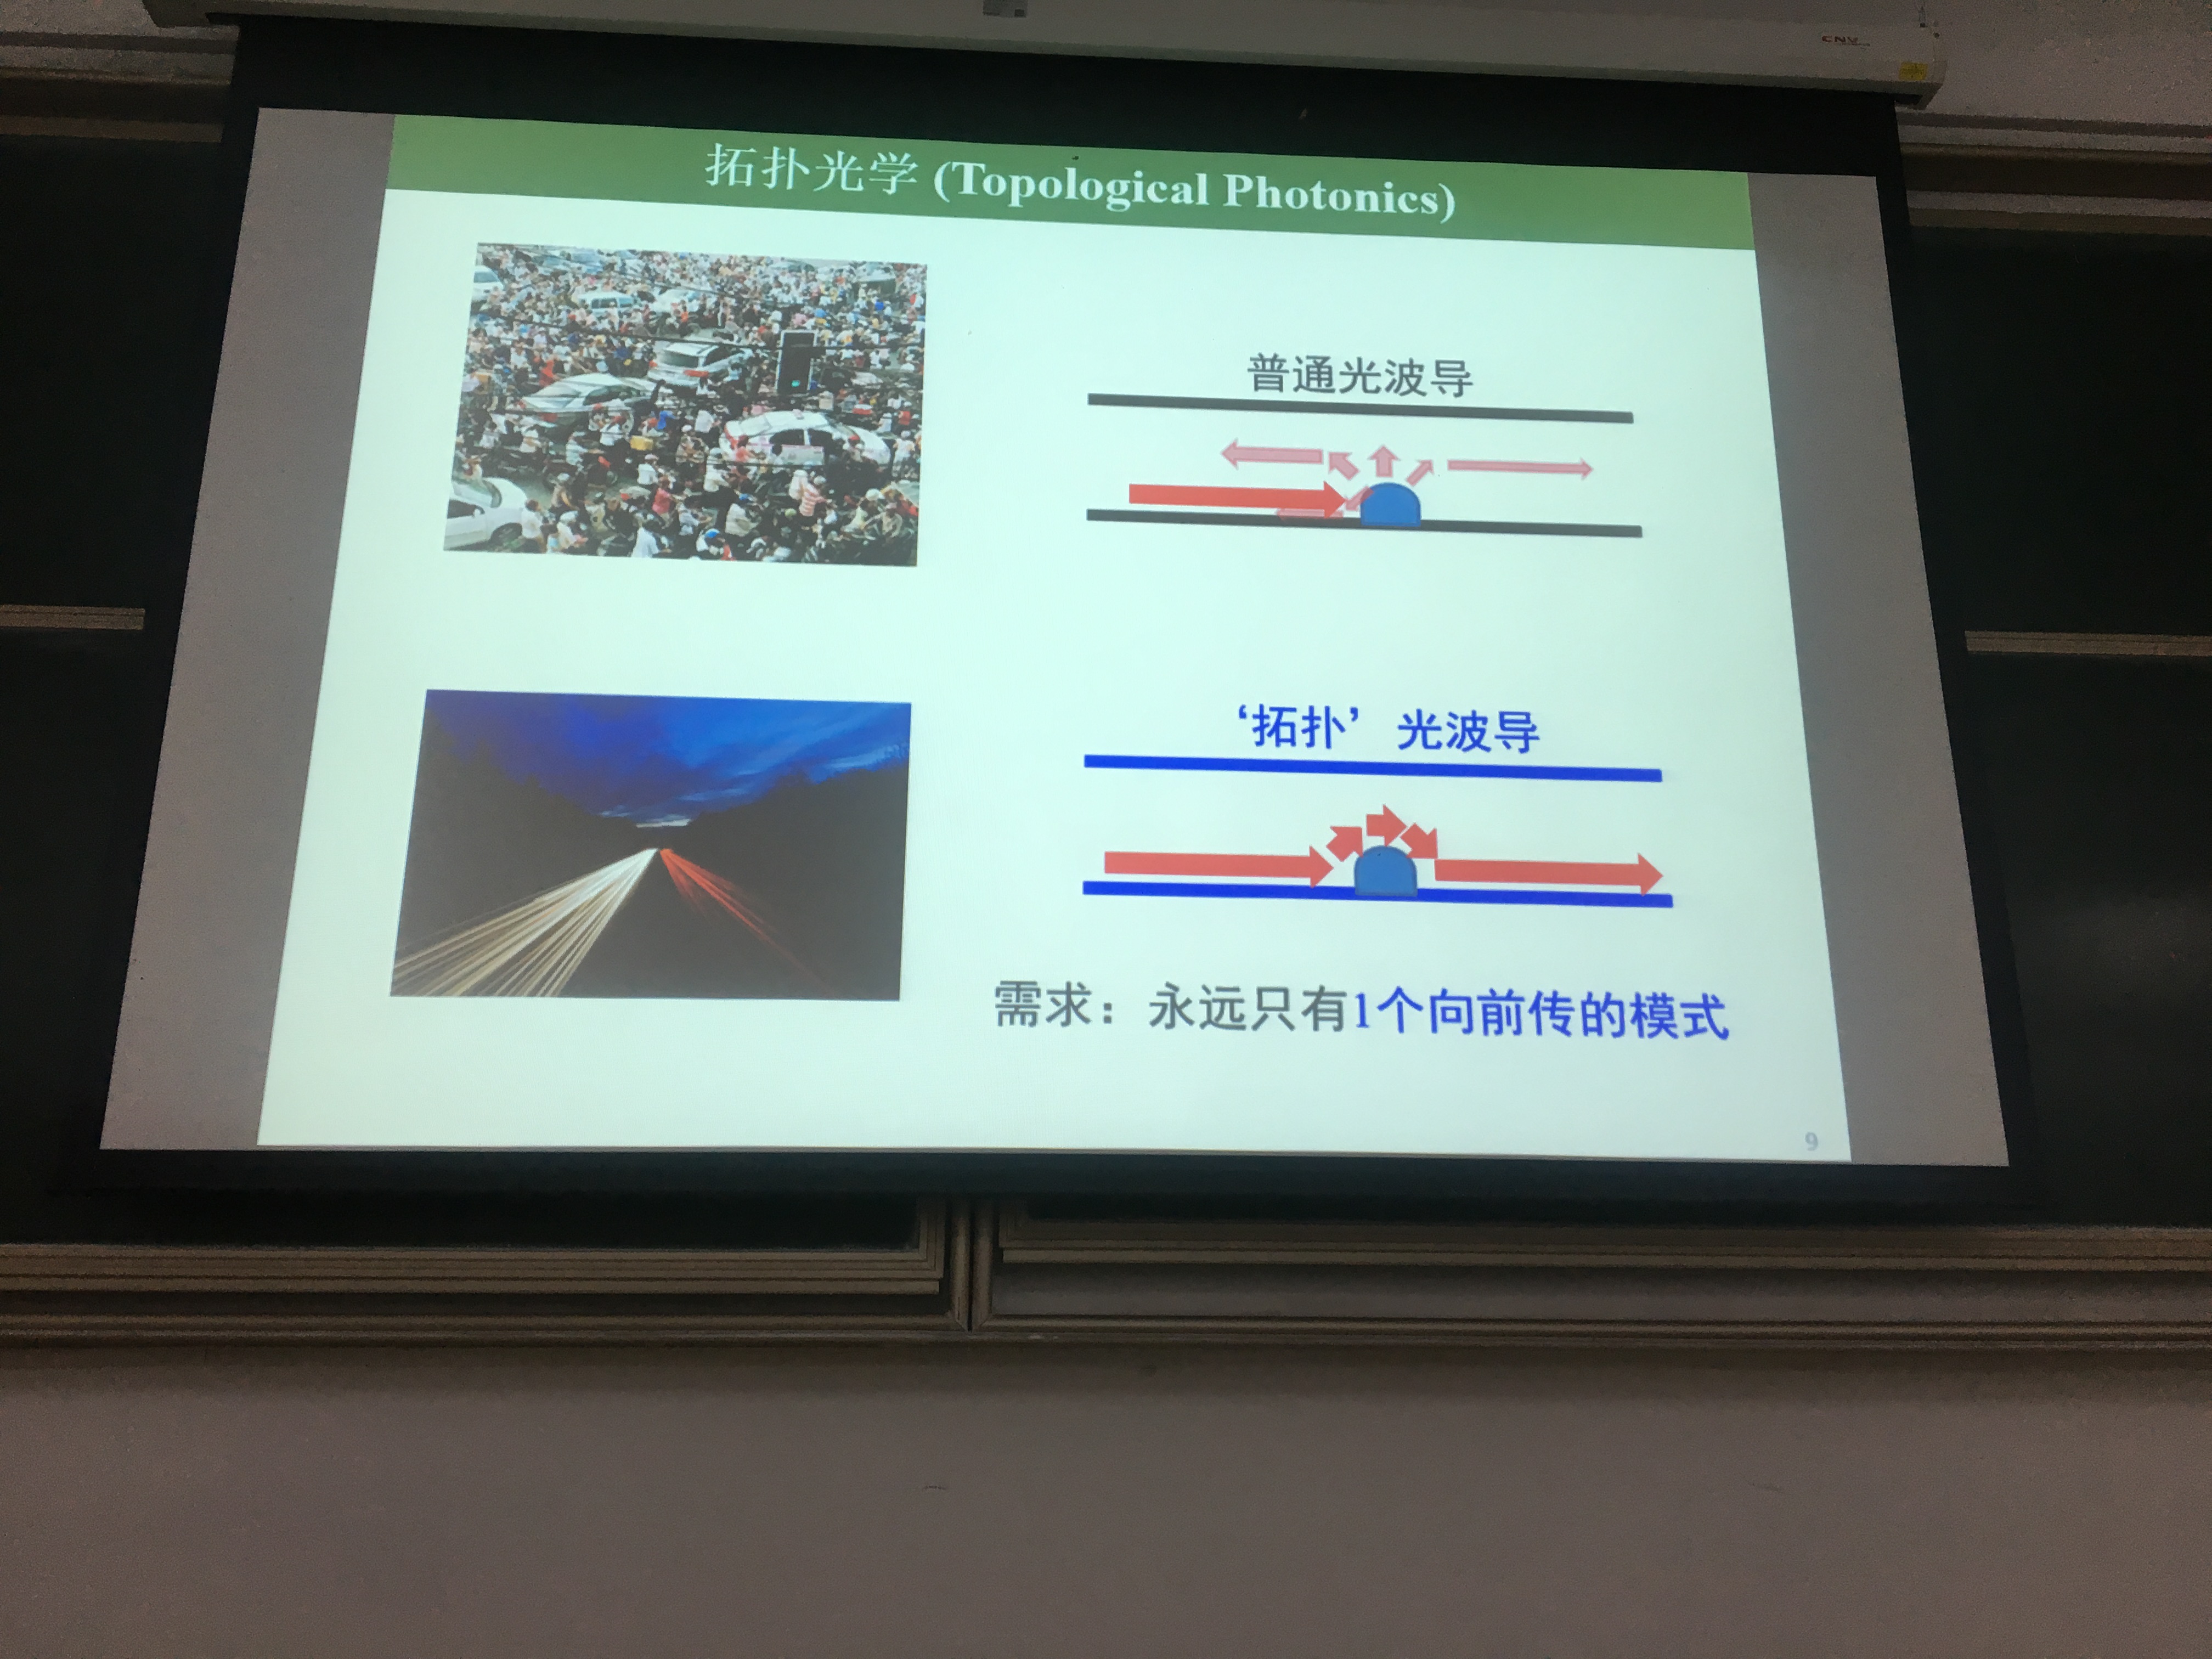 CNV
拓扑光学 (Topological Photonics)
普通光波导
‘拓扑’ 光波导
需求：永远只有1个向前传的模式
9